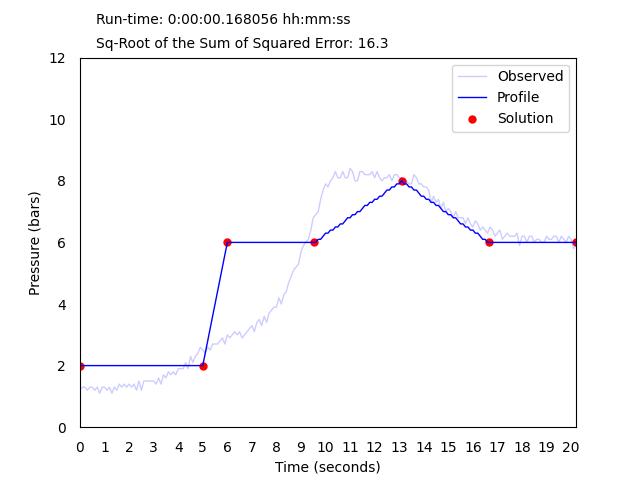 Run-time: 0:00:00.168056 hh:mm:ss
Sq-Root of the Sum of Squared Error: 16.3
12
10
8
6
4
2
0
Pressure (bars)
Observed
Profile
Solution
0 1 2 3 4 5 6 7 8 9 10 11 12 13 14 15 16 17 18 19 20
Time (seconds)